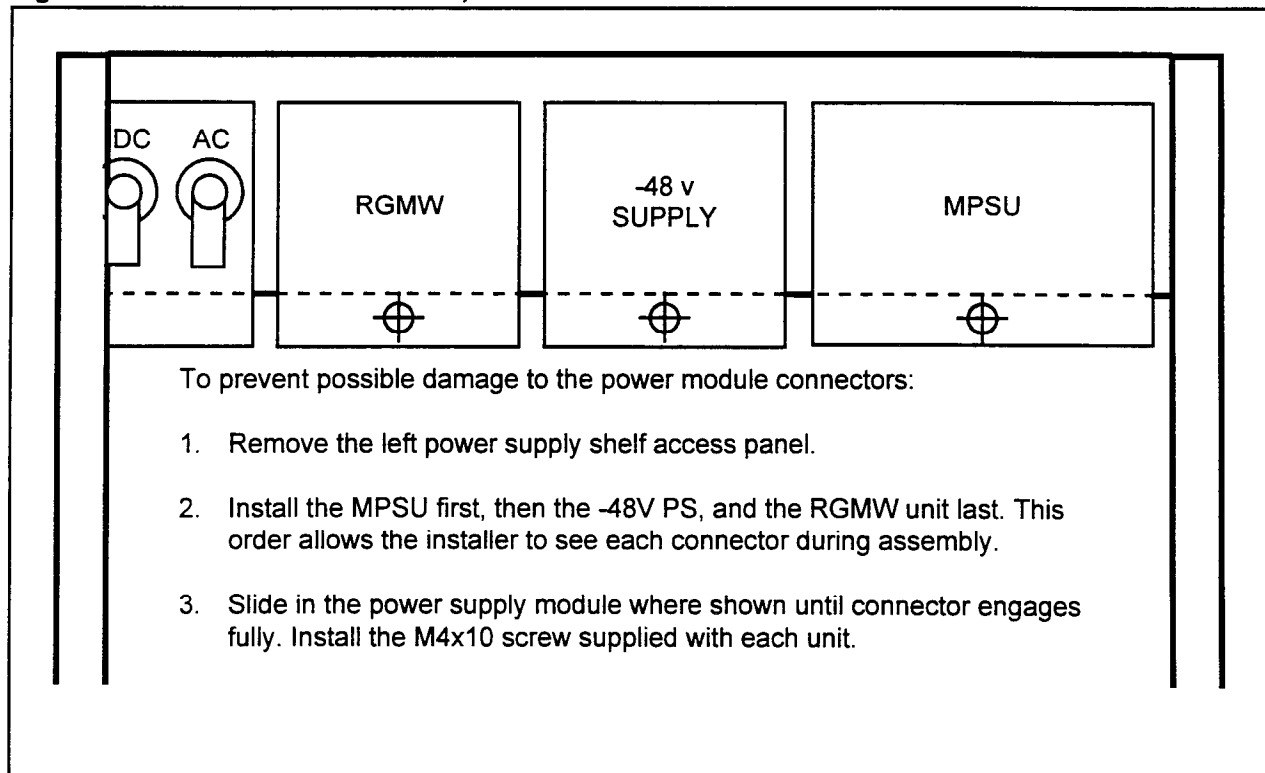 DC AC
RGMW
-48 v
SUPPLY
MPSU
To prevent possible damage to the power module connectors:
1. Remove the left power supply shelf access panel.
2. Install the MPSU first, then the -48V PS, and the RGMW unit last. This
order allows the installer to see each connector during assembly.
3. Slide in the power supply module where shown until connector engages
fully. Install the M4x10 screw supplied with each unit.